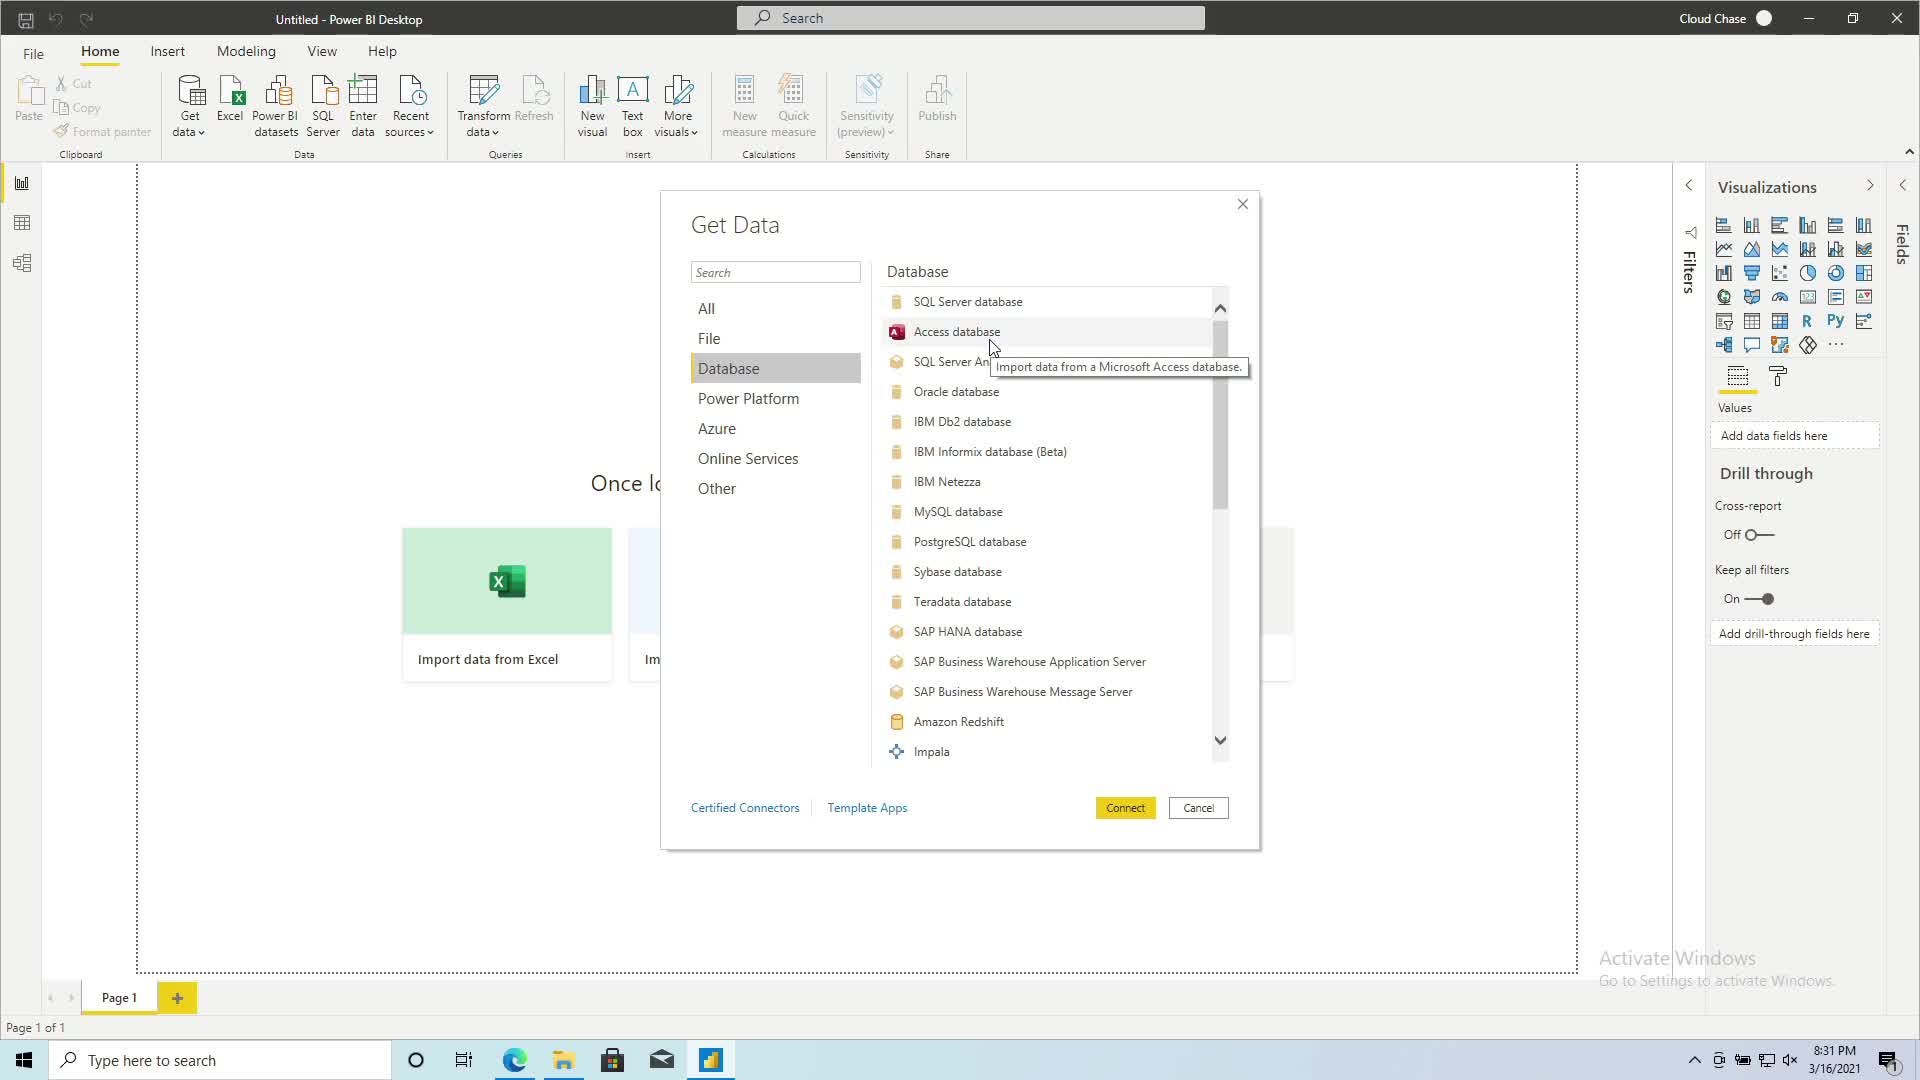 Untitled - Power BI Desktop
Search
Cloud Chase
File
Home
Insert
Modeling
View
Help
Paste
Cut
Copy
Format painter
Clipboard
Get data
Excel
Power BI datasets
SQL Server
Enter data
Recent sources
Data
Transform data
Refresh
Queries
New visual
Text box
More visuals
Insert
New measure
Quick measure
Calculations
Sensitivity (preview)
Sensitivity
Publish
Share
Get Data
Search
All
File
Database
Power Platform
Azure
Online Services
Other
Database
SQL Server database
Access database
SQL Server An
Import data from a Microsoft Access database.
Oracle database
IBM Db2 database
IBM Informix database (Beta)
IBM Netezza
MySQL database
PostgreSQL database
Sybase database
Teradata database
SAP HANA database
SAP Business Warehouse Application Server
SAP Business Warehouse Message Server
Amazon Redshift
Impala
Certified Connectors
Template Apps
Connect
Cancel
Once lo
Import data from Excel
Im
Filters
Visualizations
123
R
Py
Values
Add data fields here
Drill through
Cross-report
Off
Keep all filters
On
Add drill-through fields here
Fields
Activate Windows
Go to Settings to activate Windows.
Page 1
Page 1 of 1
Type here to search
8:31 PM
3/16/2021
1